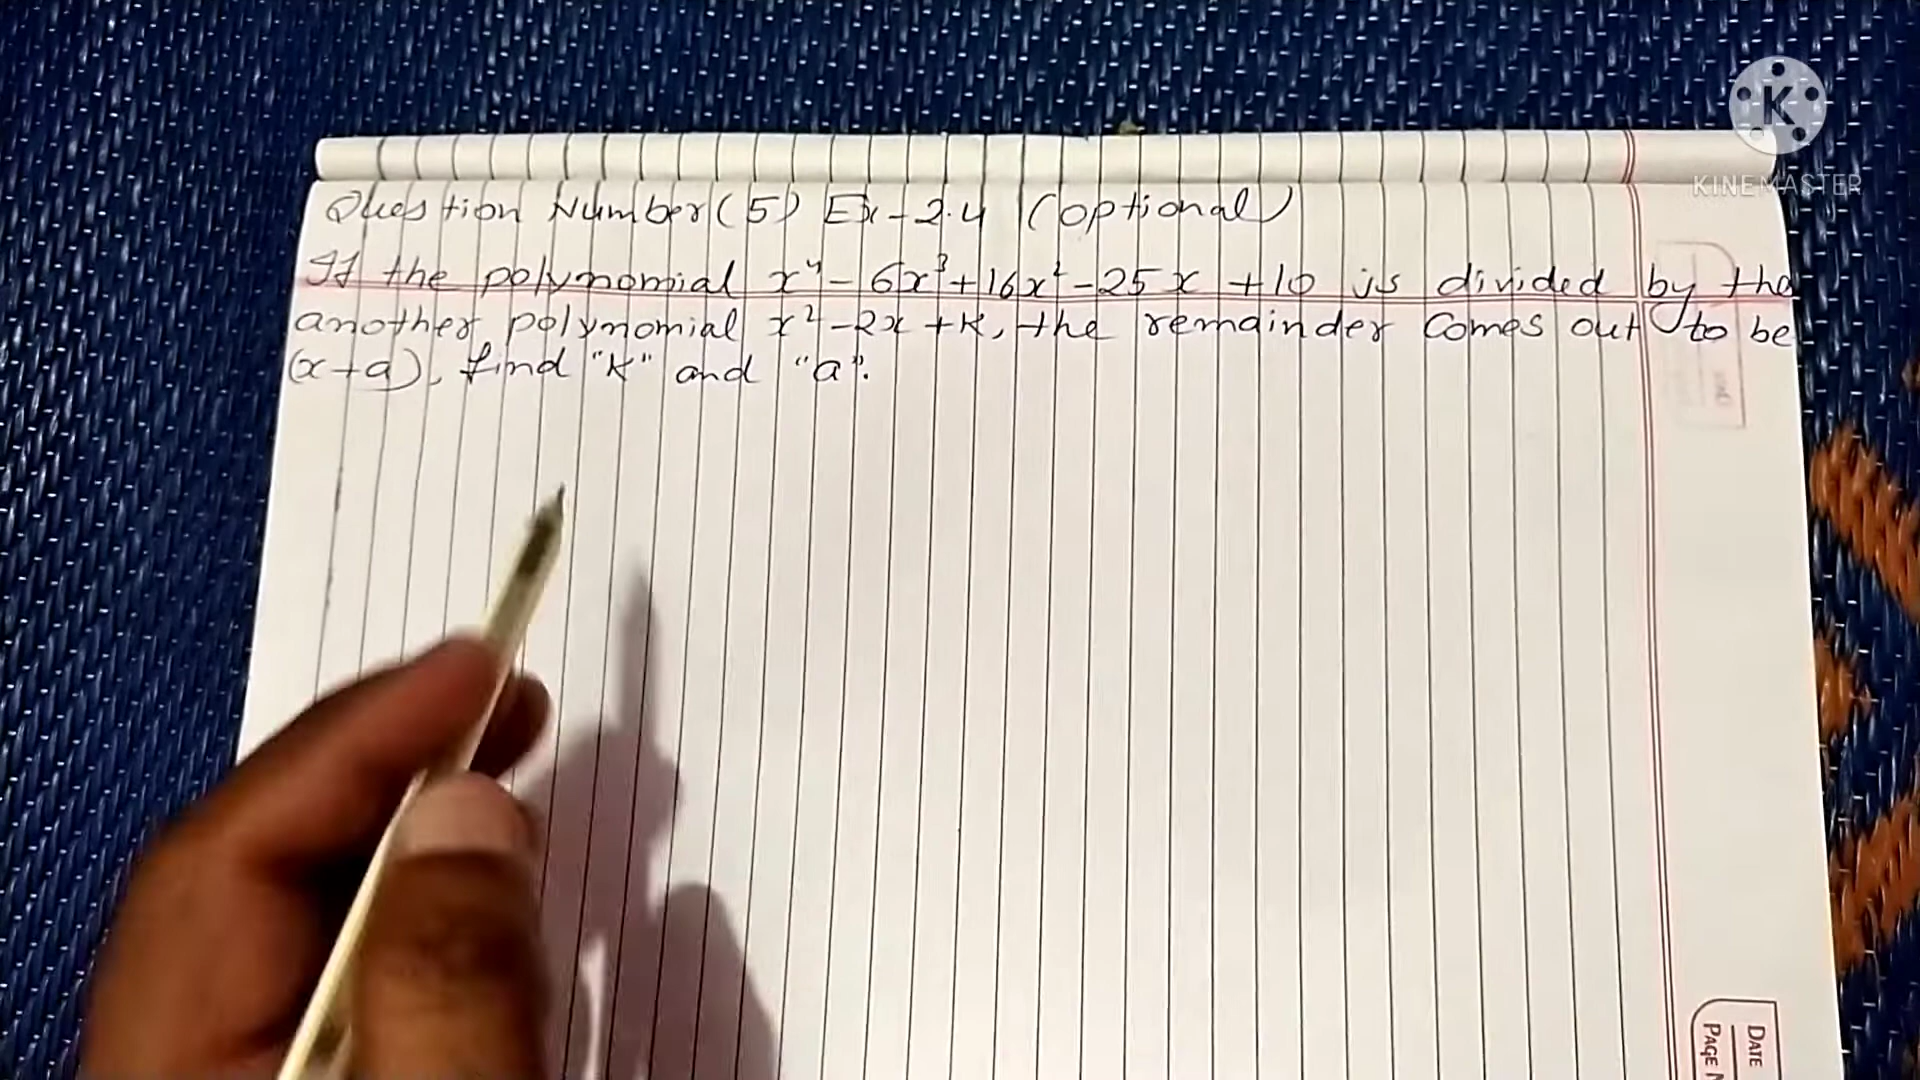 K
KINEMASTER
Question Number (5) Ex-2.4 (optional)
If the polynomial x⁴ - 6x³ + 16x² - 25x + 10 is divided by the
another polynomial x² - 2x + k, the remainder comes out to be
(x+a), find "k" and "a".
DATE